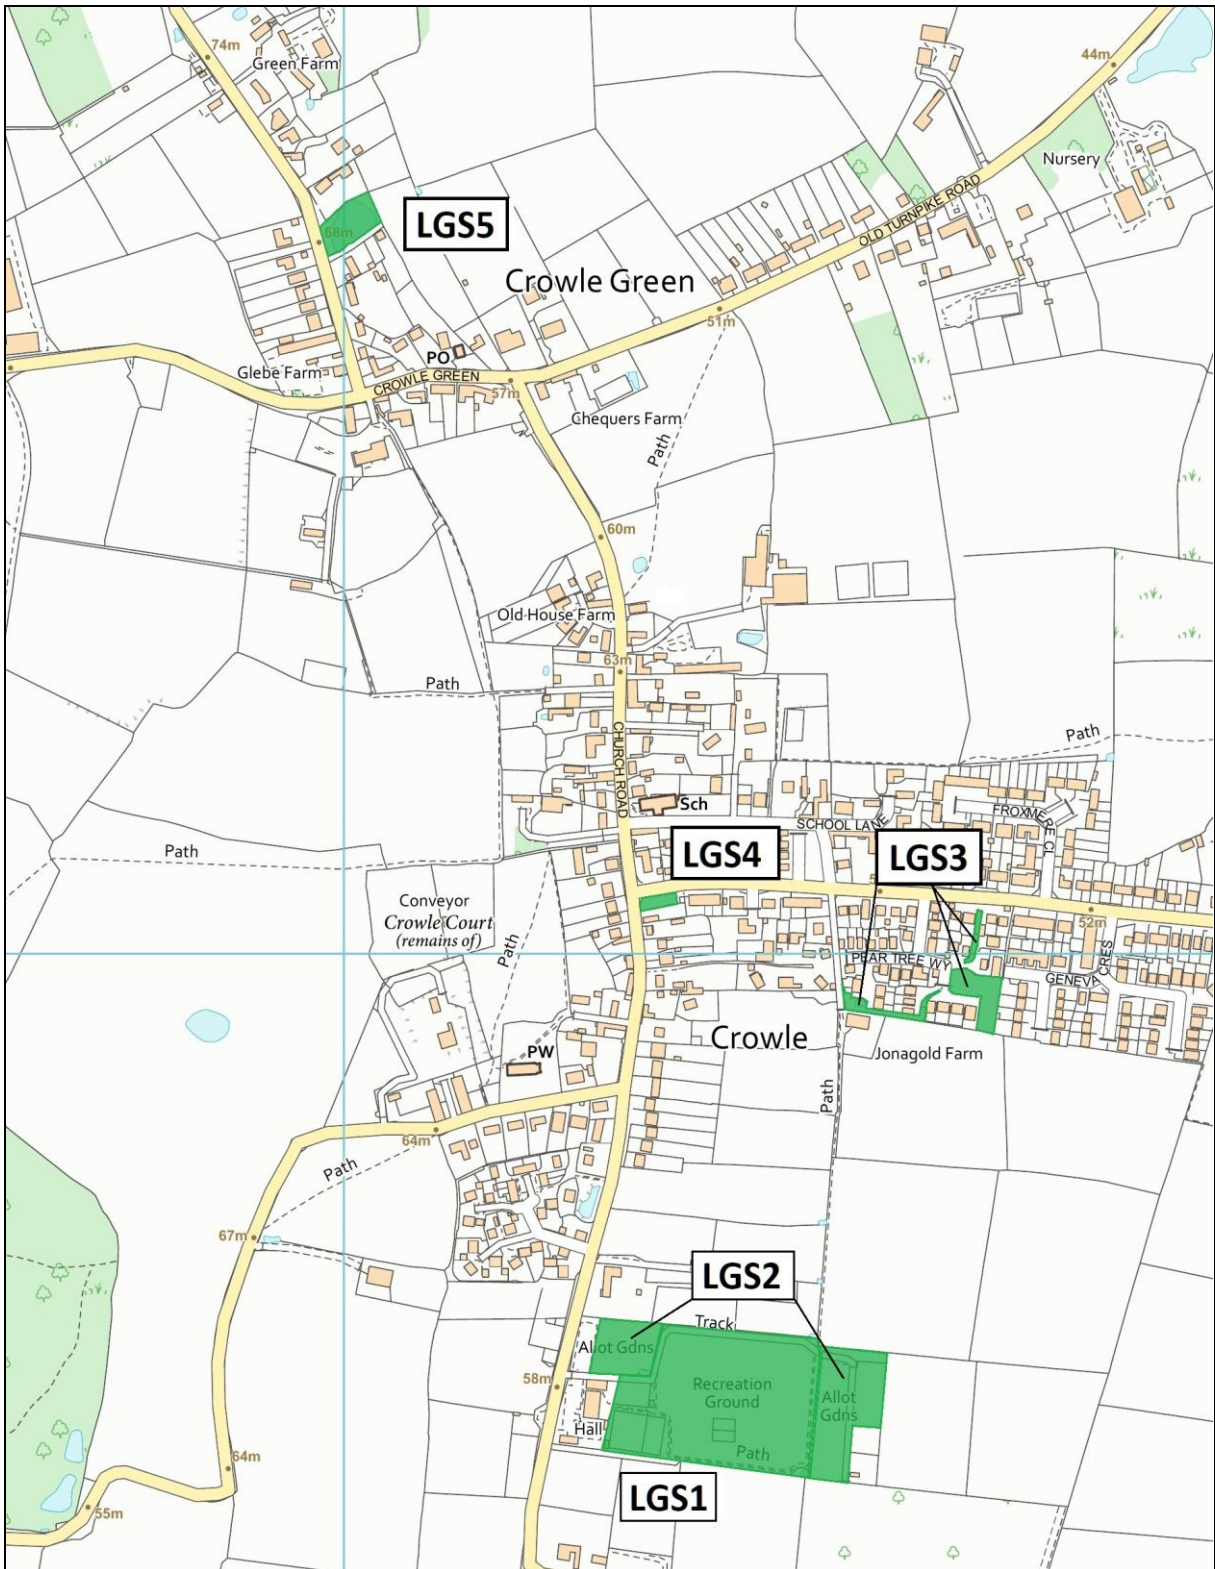 74m
Green Farm
44m
Nursery
OLD TURNPIKE ROAD
LGS5
68m
Crowle Green
51m
PO
Glebe Farm
CROWLE GREEN
57m
Chequers Farm
Path
60m
Old House Farm
63m
Path
CHURCH ROAD
Path
Sch
SCHOOL LANE
FROXMERE CL
Path
LGS4
LGS3
Conveyor
Crowle Court
(remains of)
52m
Path
PEAR TREE WY
GENEVA CRES
Crowle
PW
Jonagold Farm
Path
64m
Path
67m
LGS2
Track
Allot Gdns
58m
Recreation
Ground
Allot
Gdns
Hall
Path
64m
LGS1
55m